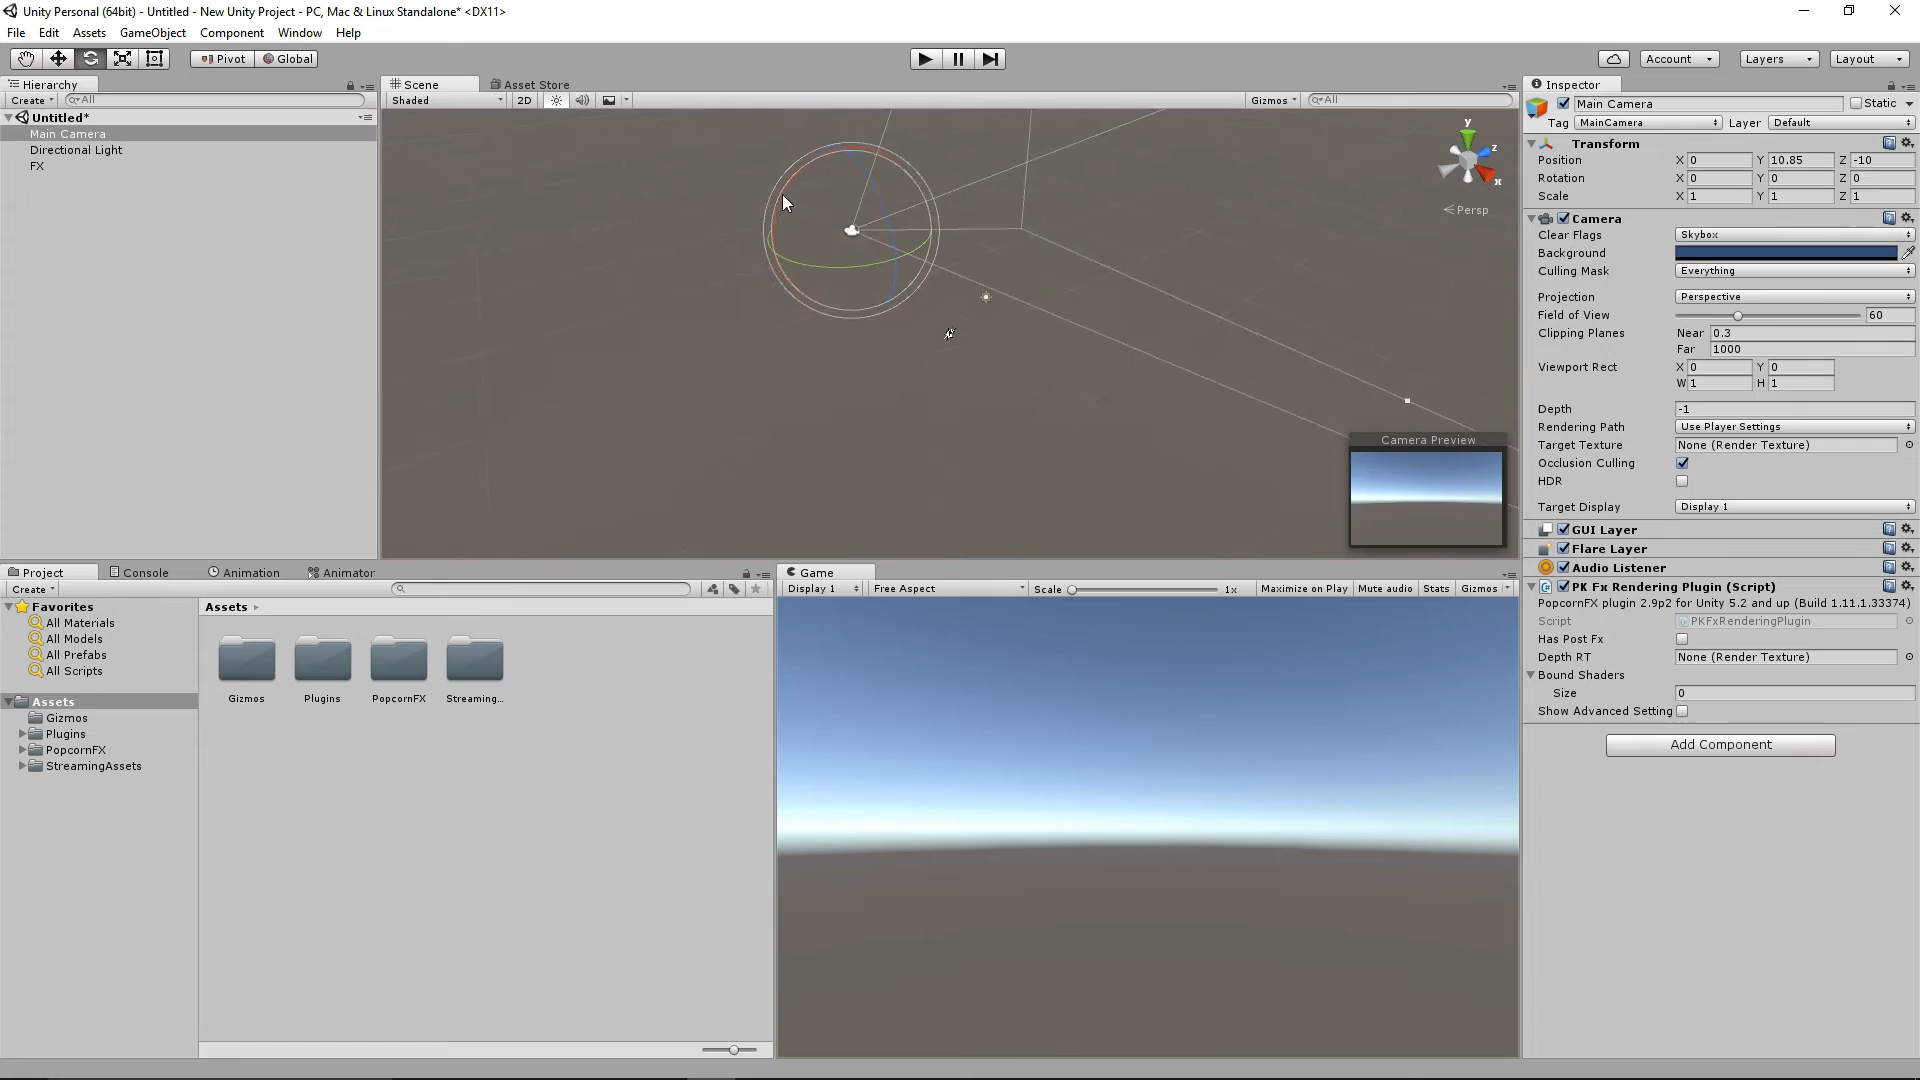 Unity Personal (64bit) - Untitled - New Unity Project - PC, Mac & Linux Standalone* <DX11>
File Edit Assets GameObject Component Window Help
Pivot Global Account Layers Layout
Hierarchy
Create All
Untitled*
Main Camera
Directional Light
FX
Scene Asset Store
Shaded 2D Gizmos All
y
z
x
Persp
Camera Preview
Inspector
Main Camera Static
Tag MainCamera Layer Default
Transform
Position X 0 Y 10.85 Z -10
Rotation X 0 Y 0 Z 0
Scale X 1 Y 1 Z 1
Camera
Clear Flags Skybox
Background
Culling Mask Everything
Projection Perspective
Field of View 60
Clipping Planes Near 0.3
Far 1000
Viewport Rect X 0 Y 0
W 1 H 1
Depth -1
Rendering Path Use Player Settings
Target Texture None (Render Texture)
Occlusion Culling
HDR
Target Display Display 1
GUI Layer
Flare Layer
Audio Listener
PK Fx Rendering Plugin (Script)
PopcornFX plugin 2.9p2 for Unity 5.2 and up (Build 1.11.1.33374)
Script PKFxRenderingPlugin
Has Post Fx
Depth RT None (Render Texture)
Bound Shaders
Size 0
Show Advanced Setting
Add Component
Project Console Animation Animator
Create
Favorites
All Materials
All Models
All Prefabs
All Scripts
Assets
Gizmos
Plugins
PopcornFX
StreamingAssets
Assets
Gizmos Plugins PopcornFX Streaming...
Game
Display 1 Free Aspect Scale 1x Maximize on Play Mute audio Stats Gizmos